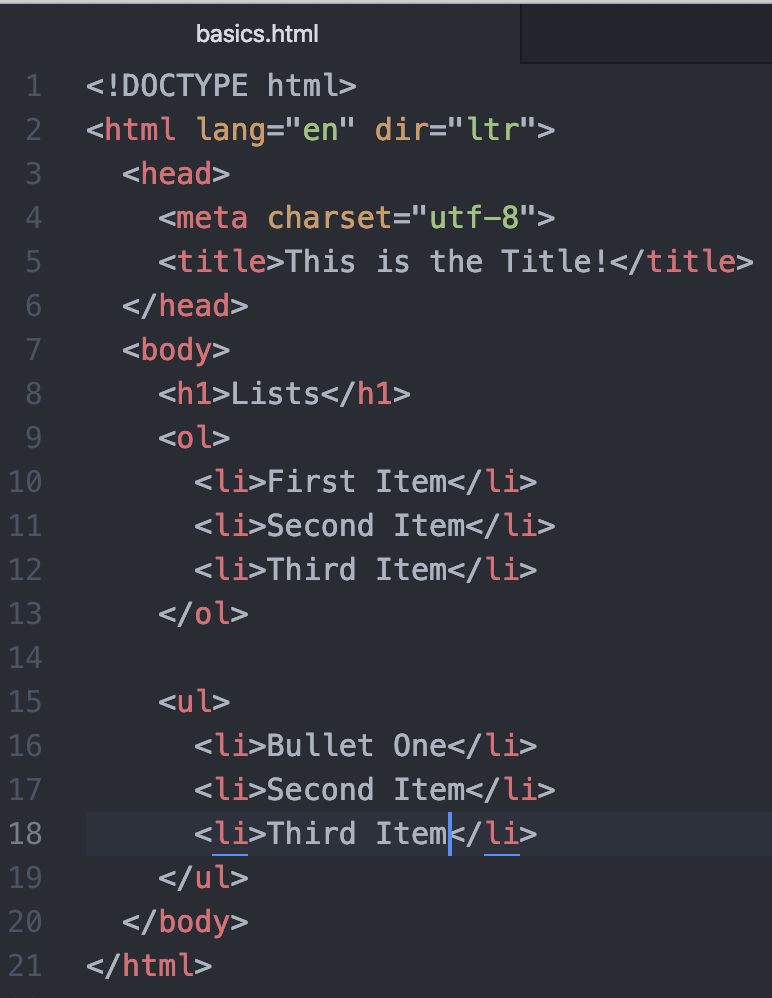 basics.html
1 <!DOCTYPE html>
2 <html lang="en" dir="ltr">
3   <head>
4     <meta charset="utf-8">
5     <title>This is the Title!</title>
6   </head>
7   <body>
8     <h1>Lists</h1>
9     <ol>
10       <li>First Item</li>
11       <li>Second Item</li>
12       <li>Third Item</li>
13     </ol>
14
15     <ul>
16       <li>Bullet One</li>
17       <li>Second Item</li>
18       <li>Third Item</li>
19     </ul>
20   </body>
21 </html>